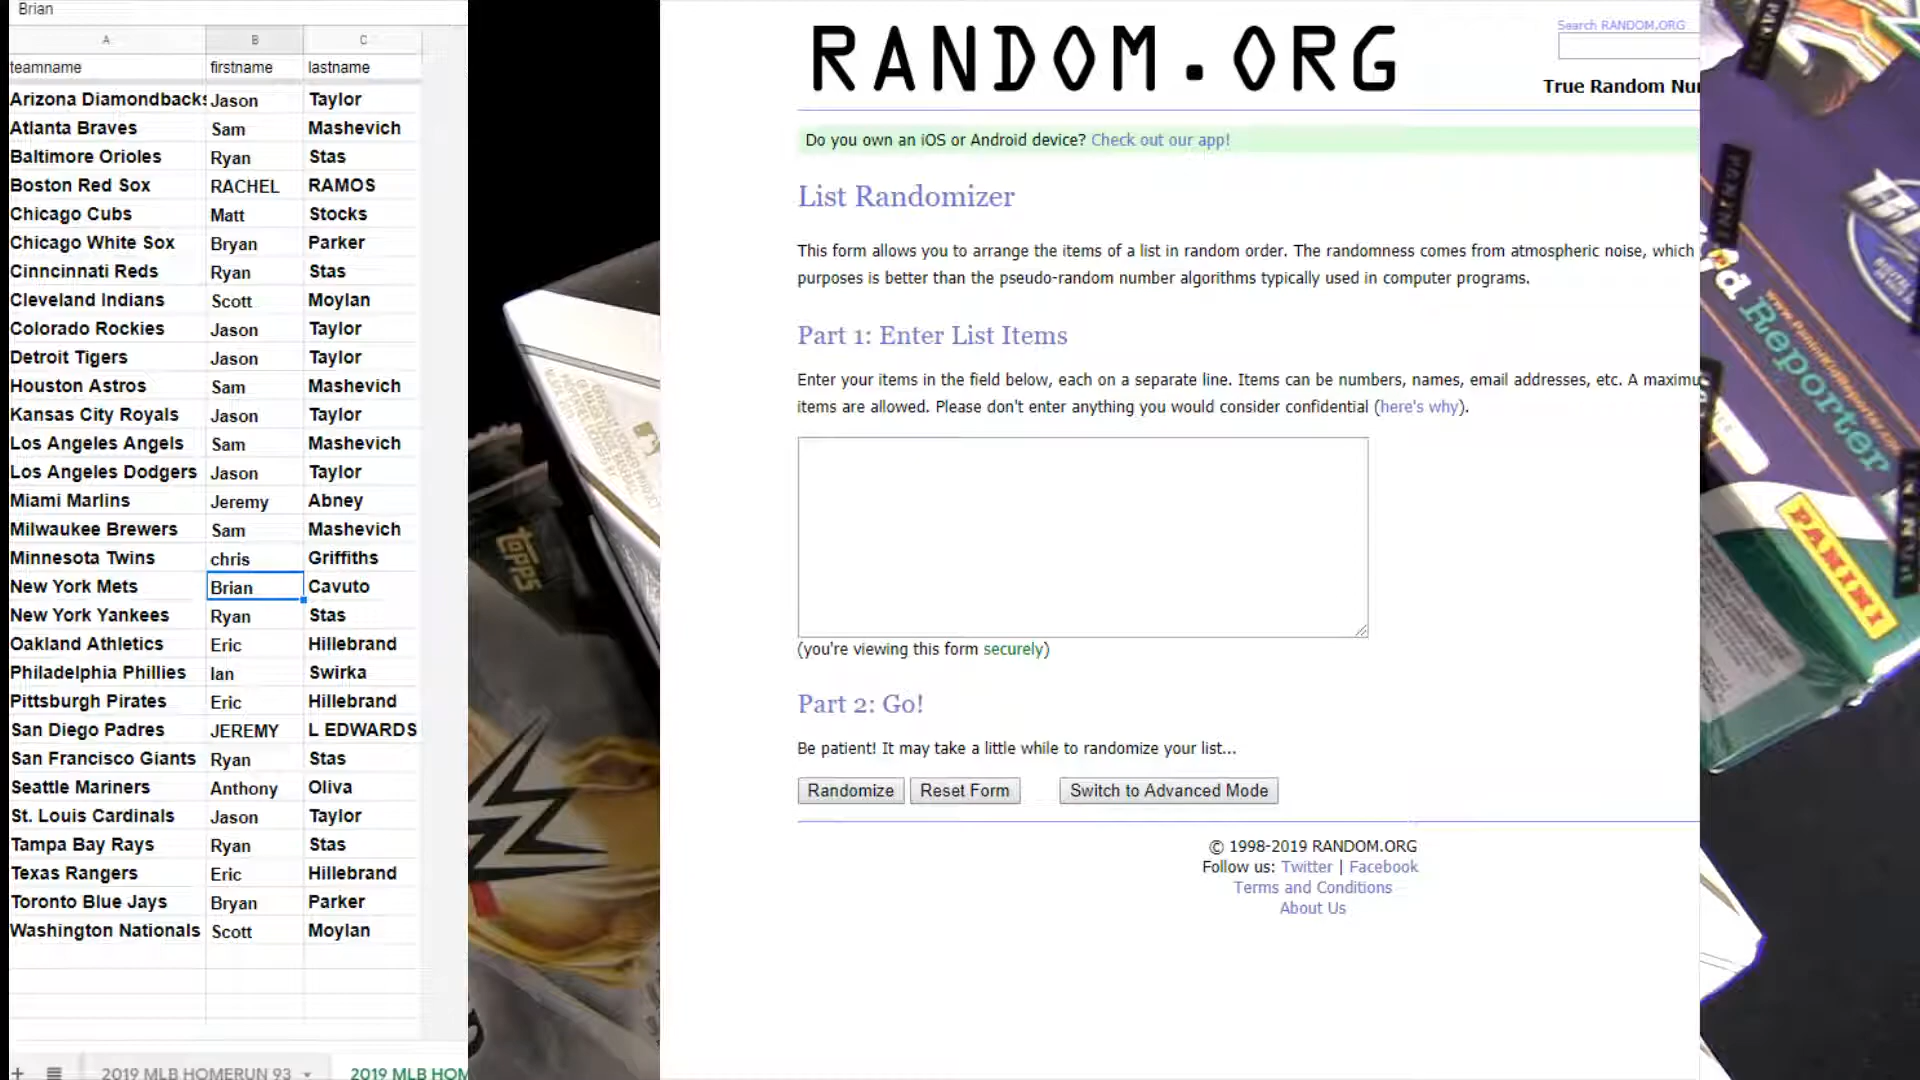 Brian
A B C
teamname firstname lastname
Arizona Diamondbacks Jason Taylor
Atlanta Braves Sam Mashevich
Baltimore Orioles Ryan Stas
Boston Red Sox RACHEL RAMOS
Chicago Cubs Matt Stocks
Chicago White Sox Bryan Parker
Cinncinnati Reds Ryan Stas
Cleveland Indians Scott Moylan
Colorado Rockies Jason Taylor
Detroit Tigers Jason Taylor
Houston Astros Sam Mashevich
Kansas City Royals Jason Taylor
Los Angeles Angels Sam Mashevich
Los Angeles Dodgers Jason Taylor
Miami Marlins Jeremy Abney
Milwaukee Brewers Sam Mashevich
Minnesota Twins chris Griffiths
New York Mets Brian Cavuto
New York Yankees Ryan Stas
Oakland Athletics Eric Hillebrand
Philadelphia Phillies Ian Swirka
Pittsburgh Pirates Eric Hillebrand
San Diego Padres JEREMY L EDWARDS
San Francisco Giants Ryan Stas
Seattle Mariners Anthony Oliva
St. Louis Cardinals Jason Taylor
Tampa Bay Rays Ryan Stas
Texas Rangers Eric Hillebrand
Toronto Blue Jays Bryan Parker
Washington Nationals Scott Moylan
2019 MLB HOMERUN 93 2019 MLB HOM
topps
RANDOM.ORG
Search RANDOM.ORG
True Random Nu
Do you own an iOS or Android device? Check out our app!
List Randomizer
This form allows you to arrange the items of a list in random order. The randomness comes from atmospheric noise, which
purposes is better than the pseudo-random number algorithms typically used in computer programs.
Part 1: Enter List Items
Enter your items in the field below, each on a separate line. Items can be numbers, names, email addresses, etc. A maximu
items are allowed. Please don't enter anything you would consider confidential (here's why).
(you're viewing this form securely)
Part 2: Go!
Be patient! It may take a little while to randomize your list...
Randomize Reset Form Switch to Advanced Mode
© 1998-2019 RANDOM.ORG
Follow us: Twitter | Facebook
Terms and Conditions
About Us
Reporter
PANINI